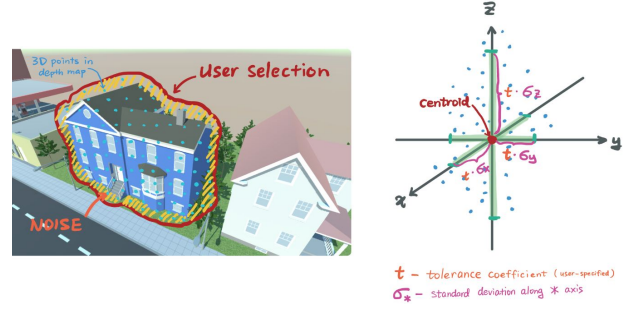 3D points in
depth map
User Selection
NOISE
z
centroid
t · σz
y
t · σy
t · σx
x
t - tolerance coefficient (user-specified)
σ* - standard deviation along * axis